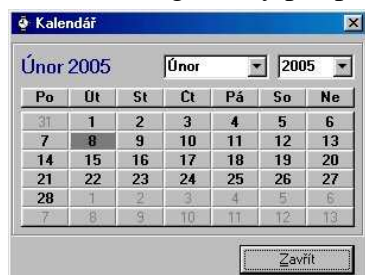 Kalendář
Únor 2005 Únor 2005
Po Út St Čt Pá So Ne
31 1 2 3 4 5 6
7 8 9 10 11 12 13
14 15 16 17 18 19 20
21 22 23 24 25 26 27
28 1 2 3 4 5 6
7 8 9 10 11 12 13
Zavřít